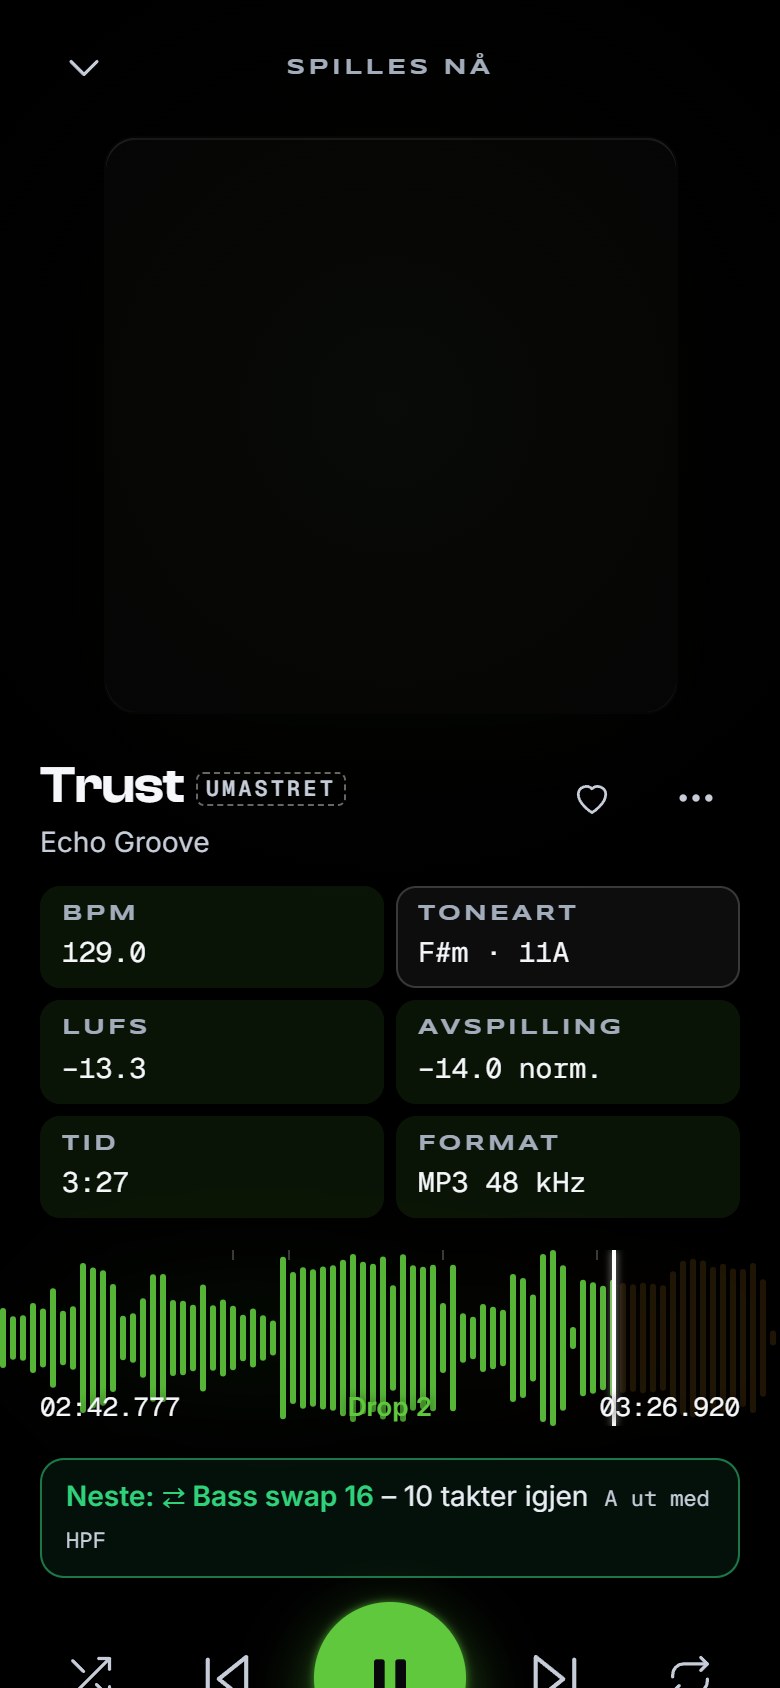 SPILLES NÅ
Trust UMASTRET
Echo Groove
BPM
129.0
TONEART
F#m · 11A
LUFS
−13.3
AVSPILLING
−14.0 norm.
TID
3:27
FORMAT
MP3 48 kHz
02:42.777 Drop 2 03:26.920
Neste: ⇄ Bass swap 16 – 10 takter igjen A ut med
HPF